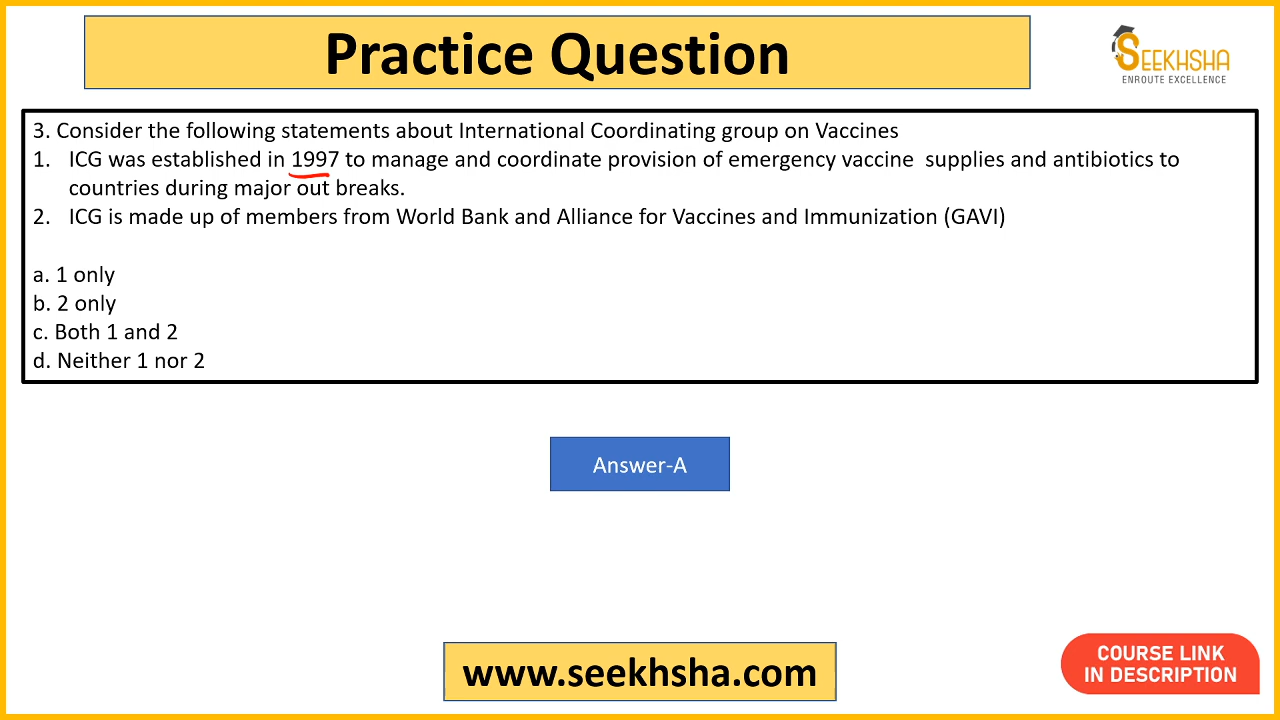 Practice Question
SEEKHSHA
ENROUTE EXCELLENCE
3. Consider the following statements about International Coordinating group on Vaccines
1. ICG was established in 1997 to manage and coordinate provision of emergency vaccine supplies and antibiotics to
countries during major out breaks.
2. ICG is made up of members from World Bank and Alliance for Vaccines and Immunization (GAVI)
a. 1 only
b. 2 only
c. Both 1 and 2
d. Neither 1 nor 2
Answer-A
www.seekhsha.com
COURSE LINK
IN DESCRIPTION